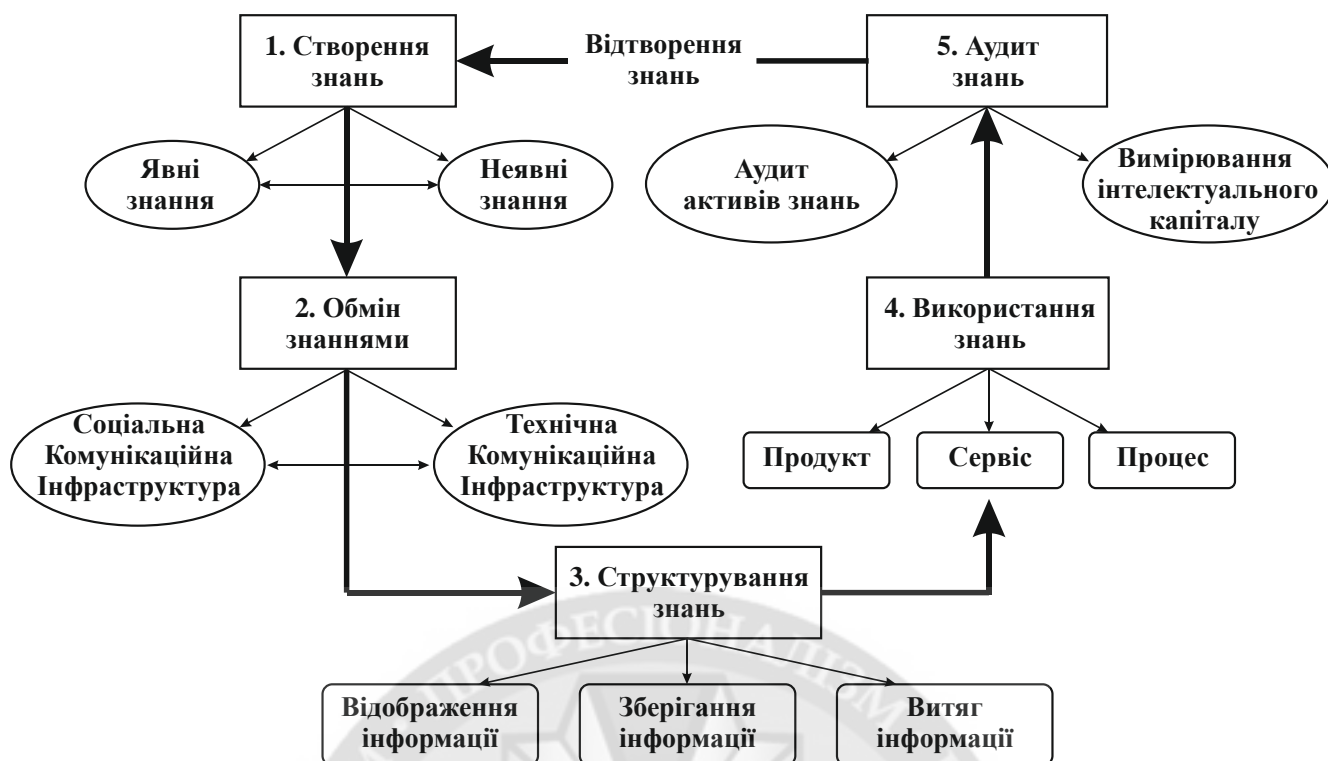 1. Створення
знань
Відтворення
знань
5. Аудит
знань
Явні
знання
Неявні
знання
Аудит
активів знань
Вимірювання
інтелектуального
капіталу
2. Обмін
знаннями
4. Використання
знань
Соціальна
Комунікаційна
Інфраструктура
Технічна
Комунікаційна
Інфраструктура
Продукт
Сервіс
Процес
3. Структурування
знань
ПРОФЕСІОНАЛІЗМ
Відображення
інформації
Зберігання
інформації
Витяг
інформації